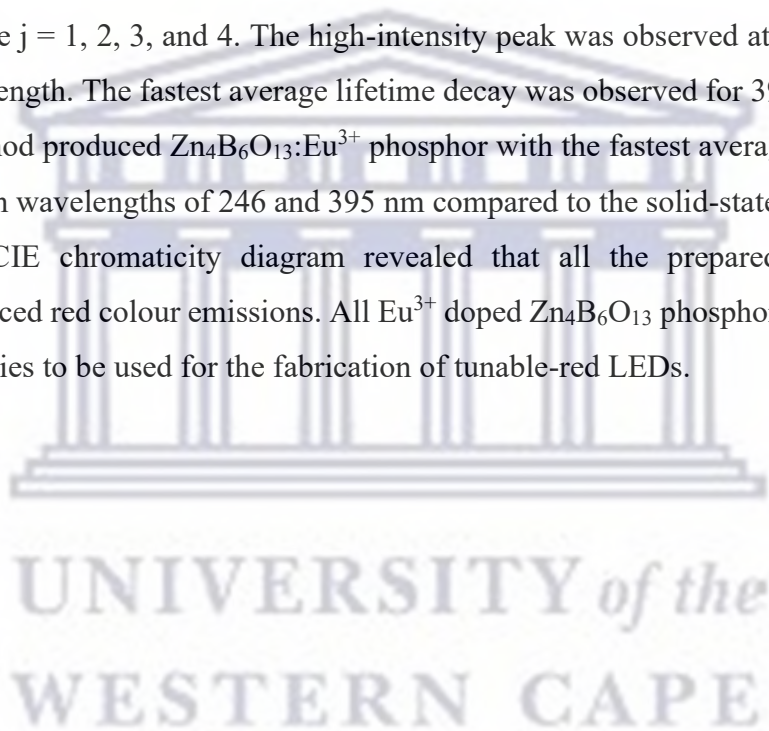 e j = 1, 2, 3, and 4. The high-intensity peak was observed at
ength. The fastest average lifetime decay was observed for 39
od produced Zn₄B₆O₁₃:Eu³⁺ phosphor with the fastest avera
n wavelengths of 246 and 395 nm compared to the solid-state
CIE chromaticity diagram revealed that all the prepared
ced red colour emissions. All Eu³⁺ doped Zn₄B₆O₁₃ phospho
ies to be used for the fabrication of tunable-red LEDs.
UNIVERSITY of the
WESTERN CAPE